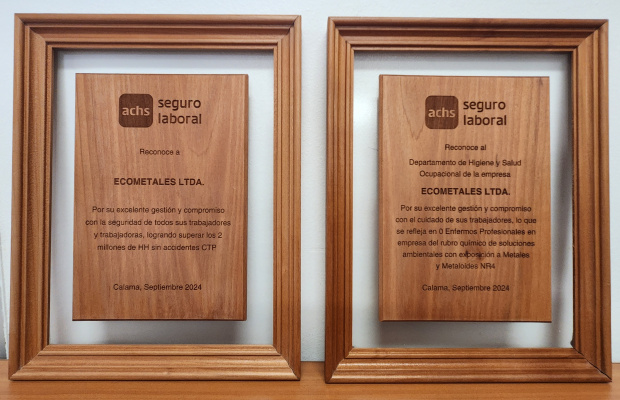 achs
seguro
laboral
Reconoce a
ECOMETALES LTDA.
Por su excelente gestión y compromiso
con la seguridad de todos sus trabajadores
y trabajadoras, logrando superar los 2
millones de HH sin accidentes CTP.
Calama, Septiembre 2024
achs
seguro
laboral
Reconoce al
Departamento de Higiene y Salud
Ocupacional de la empresa
ECOMETALES LTDA.
Por su excelente gestión y compromiso
con el cuidado de sus trabajadores, lo que
se refleja en 0 Enfermos Profesionales en
empresa del rubro químico de soluciones
ambientales con exposición a Metales
y Metaloides NR4
Calama, Septiembre 2024